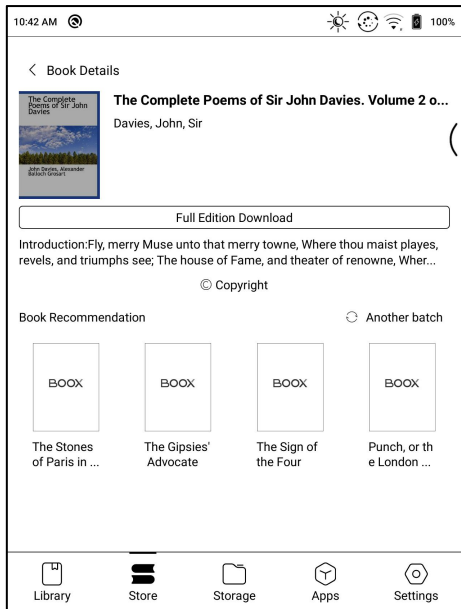 10:42 AM
100%
Book Details
The Complete
Poems of Sir John
Davies
John Davies, Alexander
Balloch Grosart
The Complete Poems of Sir John Davies. Volume 2 o...
Davies, John, Sir
Full Edition Download
Introduction:Fly, merry Muse unto that merry towne, Where thou maist playes,
revels, and triumphs see; The house of Fame, and theater of renowne, Wher...
© Copyright
Book Recommendation
Another batch
BOOX BOOX BOOX BOOX
The Stones
of Paris in ...
The Gipsies'
Advocate
The Sign of
the Four
Punch, or th
e London ...
Library Store Storage Apps Settings